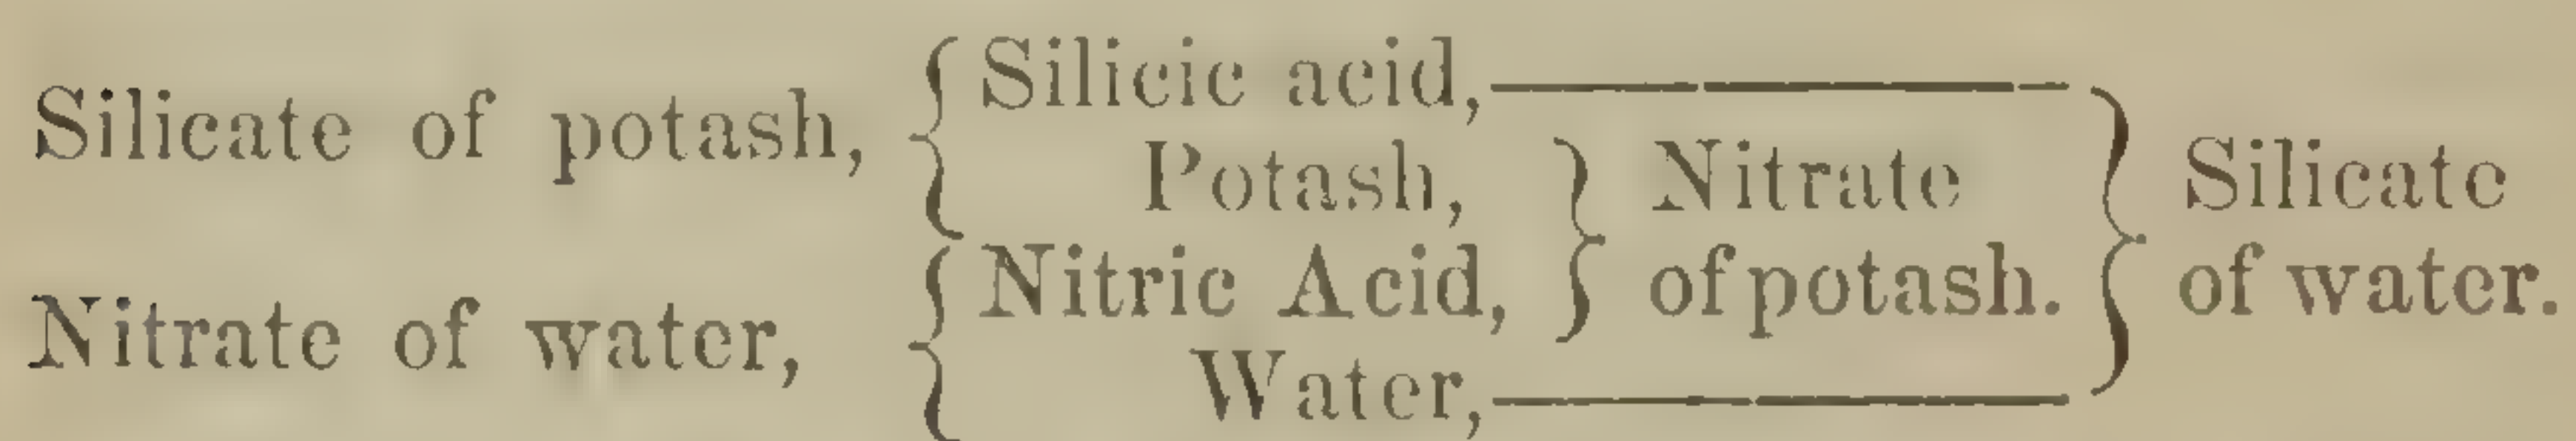 Silicic acid,
Silicate of potash,
Potash,
Nitrate
Silicate
Nitric Acid,
of potash.
of water.
Nitrate of water,
Water,